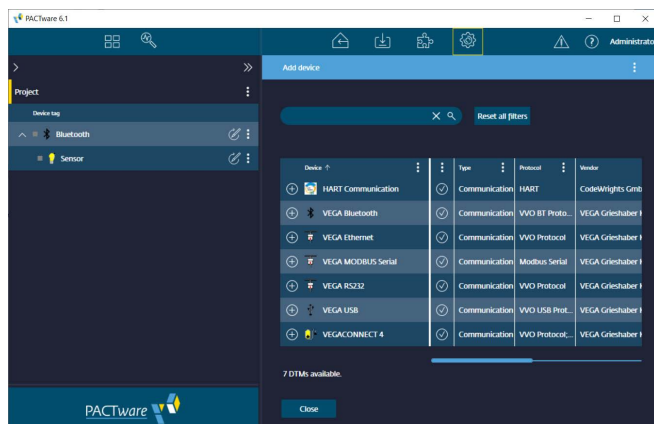 PACTware 6.1
Administrato
Add device
Project
Device tag
Bluetooth
Sensor
Reset all filters
Device Type Protocol Vendor
HART Communication Communication HART CodeWrights Gmb
VEGA Bluetooth Communication VVO BT Proto... VEGA Grieshaber
VEGA Ethernet Communication VVO Protocol VEGA Grieshaber
VEGA MODBUS Serial Communication Modbus Serial VEGA Grieshaber
VEGA RS232 Communication VVO Protocol VEGA Grieshaber
VEGA USB Communication VVO USB Prot... VEGA Grieshaber
VEGACONNECT 4 Communication VVO Protocol;... VEGA Grieshaber
7 DTMs available.
PACTware
Close